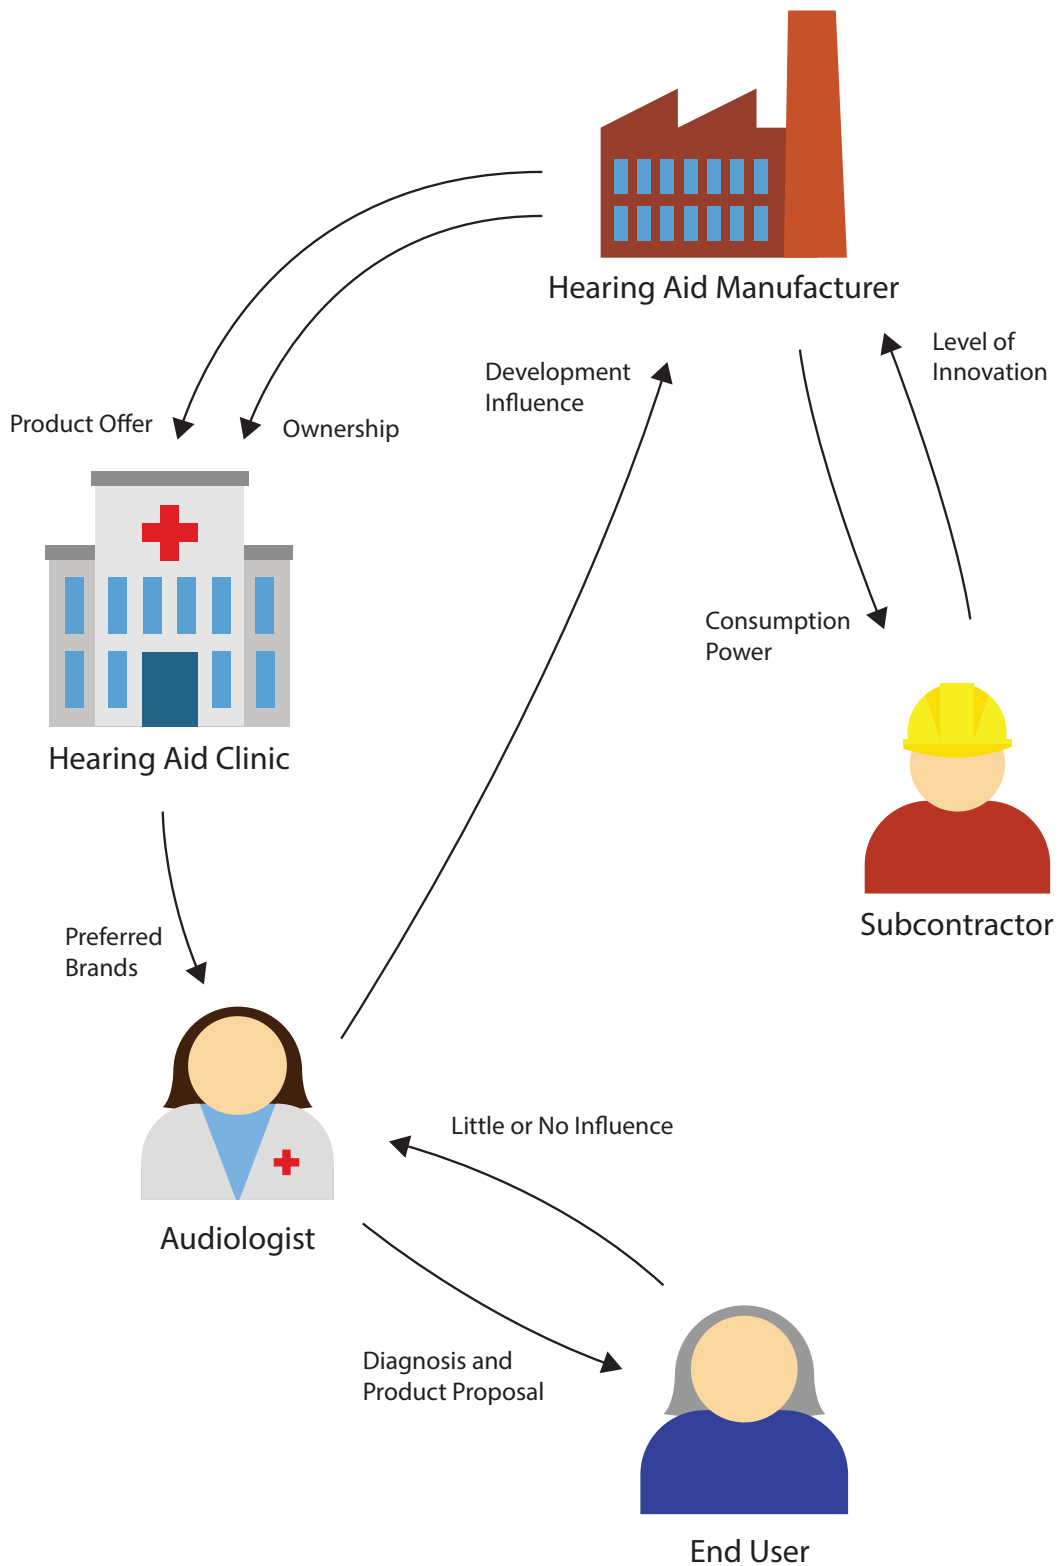 Hearing Aid Manufacturer
Level of
Innovation
Development
Influence
Product Offer
Ownership
Consumption
Power
Hearing Aid Clinic
Subcontractor
Preferred
Brands
Little or No Influence
Audiologist
Diagnosis and
Product Proposal
End User